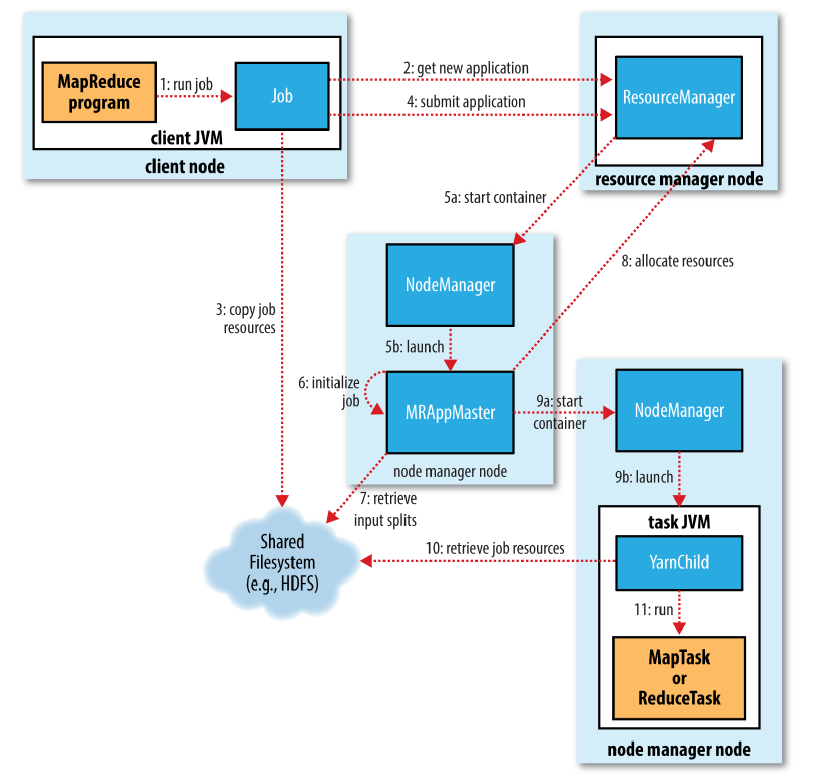 MapReduce
program
1: run job
Job
client JVM
client node
2: get new application
4: submit application
ResourceManager
resource manager node
5a: start container
8: allocate resources
3: copy job
resources
NodeManager
5b: launch
6: initialize
job
MRAppMaster
node manager node
9a: start
container
NodeManager
9b: launch
7: retrieve
input splits
Shared
Filesystem
(e.g., HDFS)
10: retrieve job resources
task JVM
YarnChild
11: run
MapTask
or
ReduceTask
node manager node